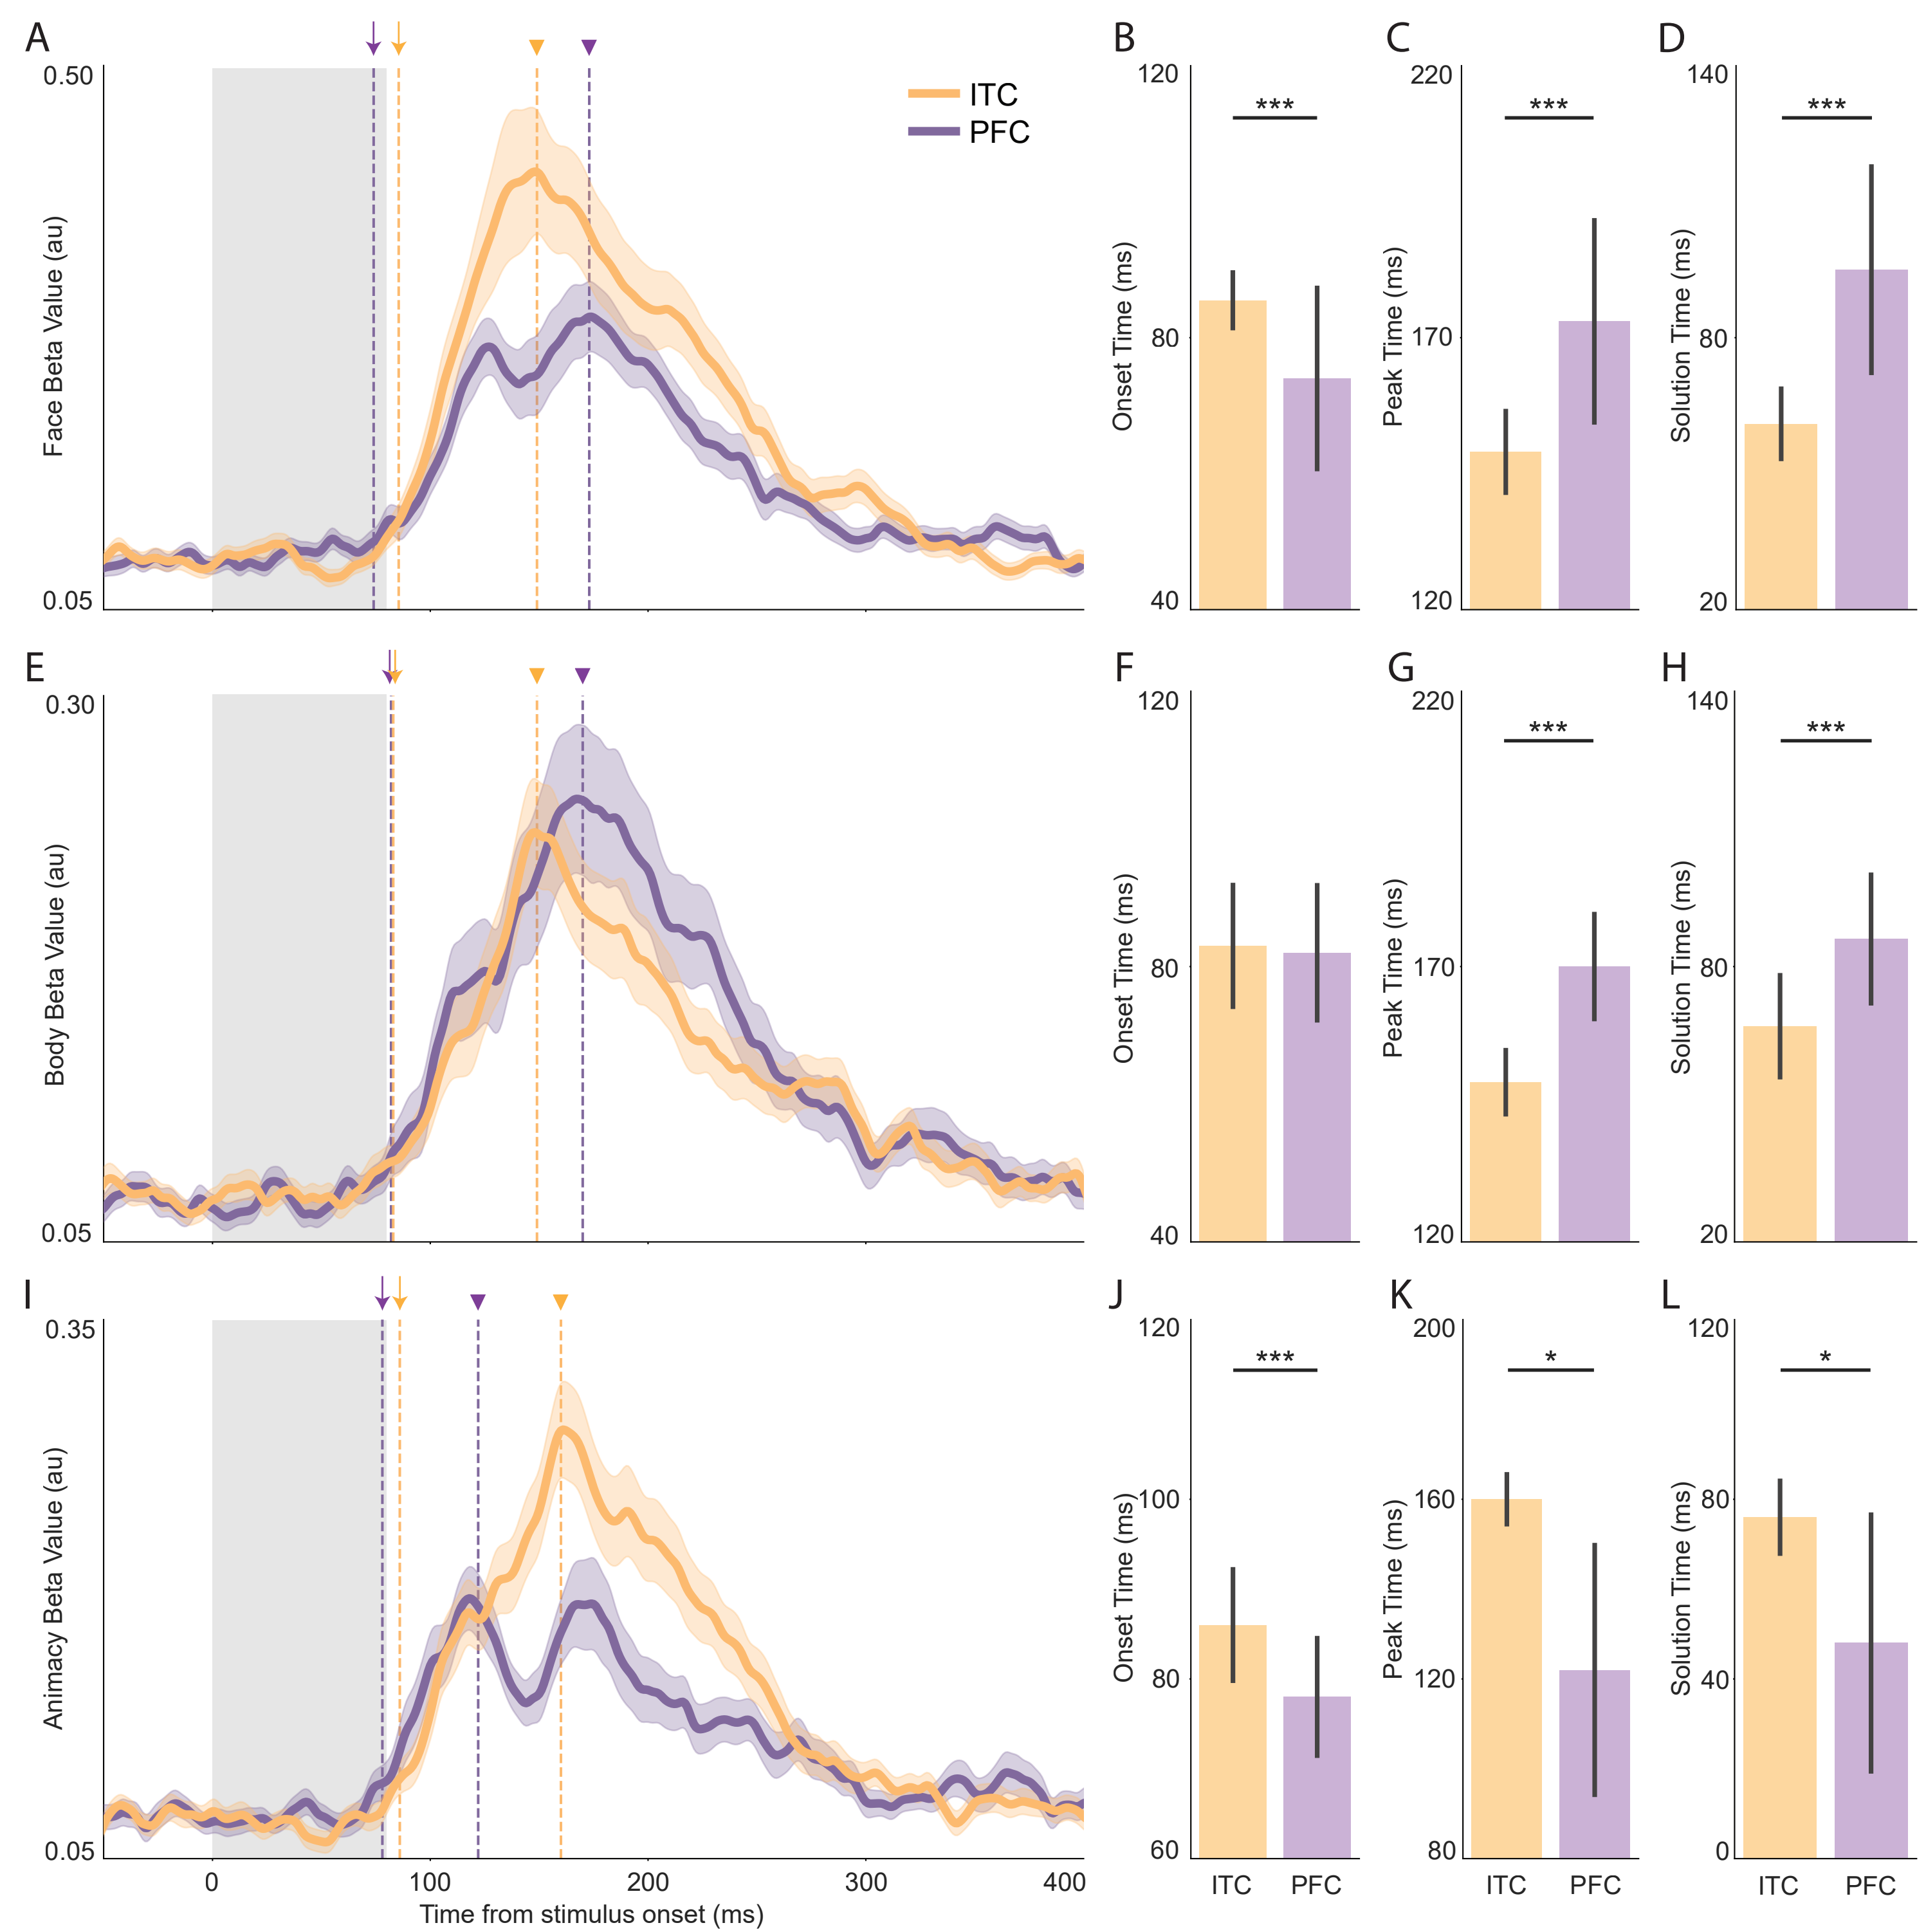 A
0.50
0.05
Face Beta Value (au)
ITC
PFC
B
120
80
40
Onset Time (ms)
***
C
220
170
120
Peak Time (ms)
***
D
140
80
20
Solution Time (ms)
***
E
0.30
0.05
Body Beta Value (au)
F
120
80
40
Onset Time (ms)
G
220
170
120
Peak Time (ms)
***
H
140
80
20
Solution Time (ms)
***
I
0.35
0.05
Animacy Beta Value (au)
0
100
200
300
400
Time from stimulus onset (ms)
J
120
100
80
60
Onset Time (ms)
***
ITC
PFC
K
200
160
120
80
Peak Time (ms)
*
ITC
PFC
L
120
80
40
0
Solution Time (ms)
*
ITC
PFC